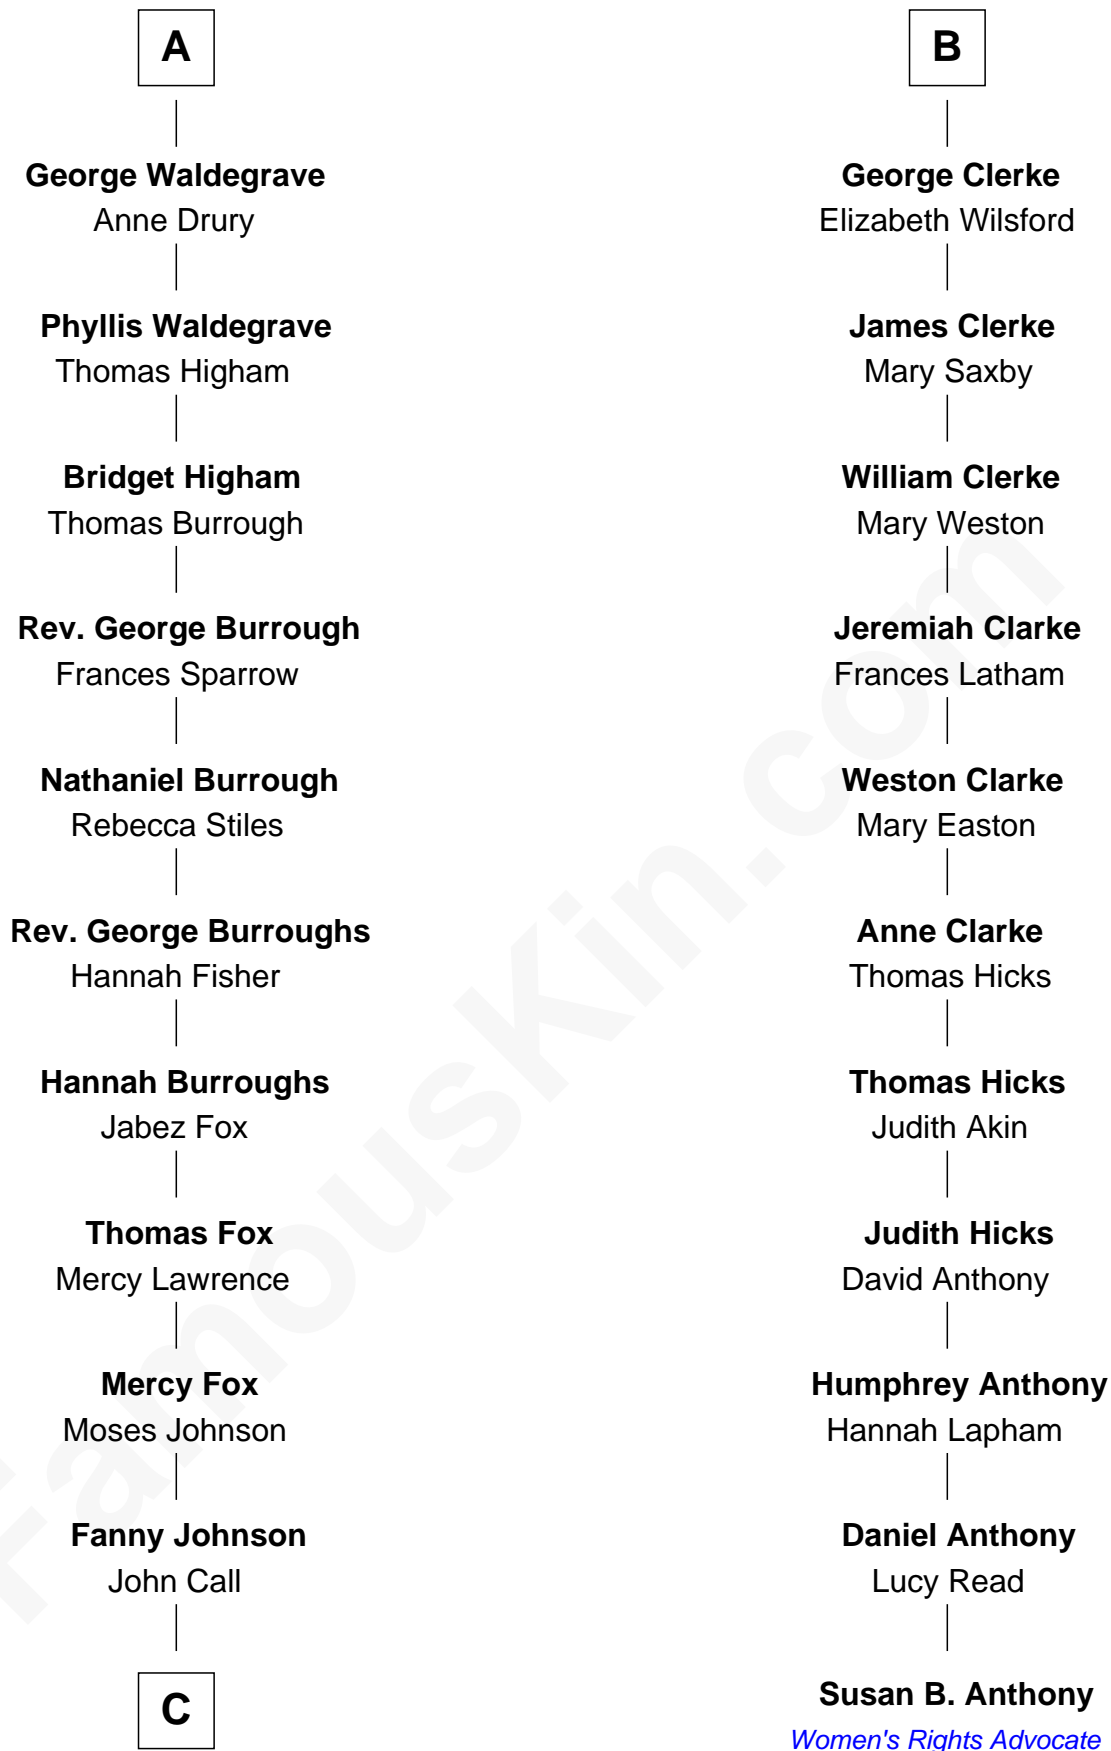 A
George Waldegrave
Anne Drury
Phyllis Waldegrave
Thomas Higham
Bridget Higham
Thomas Burrough
Rev. George Burrough
Frances Sparrow
Nathaniel Burrough
Rebecca Stiles
Rev. George Burroughs
Hannah Fisher
Hannah Burroughs
Jabez Fox
Thomas Fox
Mercy Lawrence
Mercy Fox
Moses Johnson
Fanny Johnson
John Call
C
B
George Clerke
Elizabeth Wilsford
James Clerke
Mary Saxby
William Clerke
Mary Weston
Jeremiah Clarke
Frances Latham
Weston Clarke
Mary Easton
Anne Clarke
Thomas Hicks
Thomas Hicks
Judith Akin
Judith Hicks
David Anthony
Humphrey Anthony
Hannah Lapham
Daniel Anthony
Lucy Read
Susan B. Anthony
Women's Rights Advocate
FamousKin.com